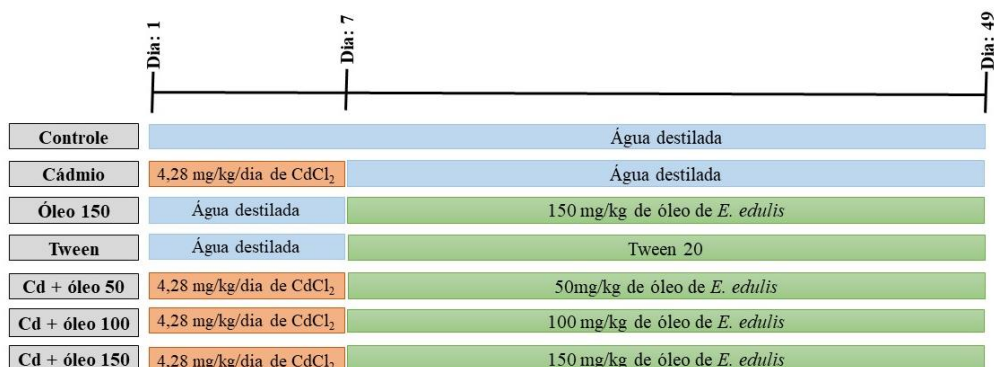 Dia: 1
Dia: 7
Dia: 49
Controle
Água destilada
Cádmio
4,28 mg/kg/dia de CdCl₂
Água destilada
Óleo 150
Água destilada
150 mg/kg de óleo de E. edulis
Tween
Água destilada
Tween 20
Cd + óleo 50
4,28 mg/kg/dia de CdCl₂
50mg/kg de óleo de E. edulis
Cd + óleo 100
4,28 mg/kg/dia de CdCl₂
100 mg/kg de óleo de E. edulis
Cd + óleo 150
4,28 mg/kg/dia de CdCl₂
150 mg/kg de óleo de E. edulis